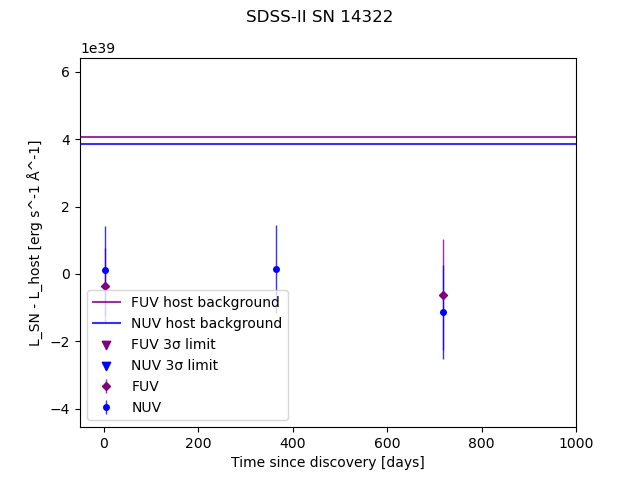 SDSS-II SN 14322
1e39
6
4
2
0
−2
−4
L_SN - L_host [erg s^-1 Å^-1]
FUV host background
NUV host background
FUV 3σ limit
NUV 3σ limit
FUV
NUV
0 200 400 600 800 1000
Time since discovery [days]